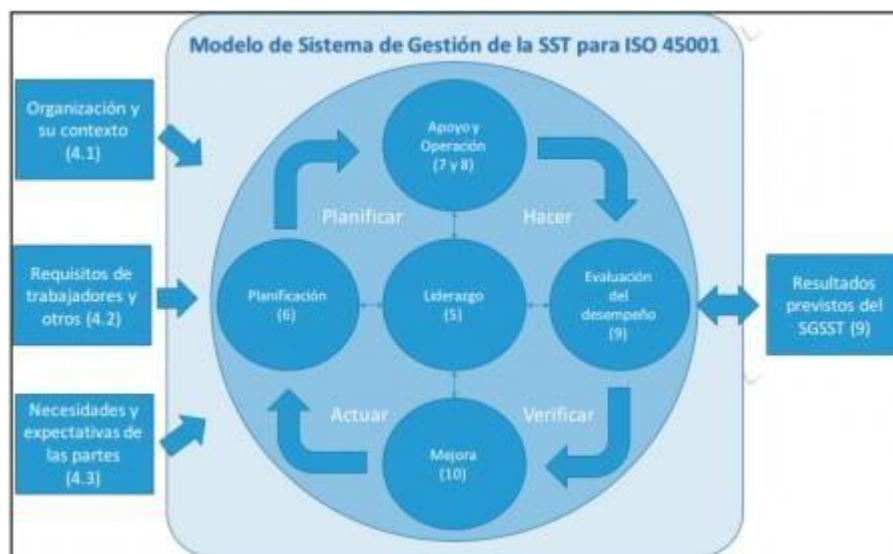 Modelo de Sistema de Gestión de la SST para ISO 45001
Organización y
su contexto
(4.1)
Requisitos de
trabajadores y
otros (4.2)
Necesidades y
expectativas de
las partes
(4.3)
Apoyo y
Operación
(7 y 8)
Planificar
Hacer
Planificación
(6)
Liderazgo
(5)
Evaluación
del
desempeño
(9)
Actuar
Verificar
Mejora
(10)
Resultados
previstos del
SGSST (9)